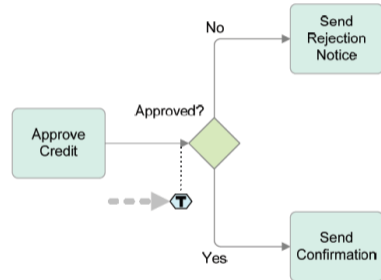 Send
Rejection
Notice
No
Approved?
Approve
Credit
T
Yes
Send
Confirmation